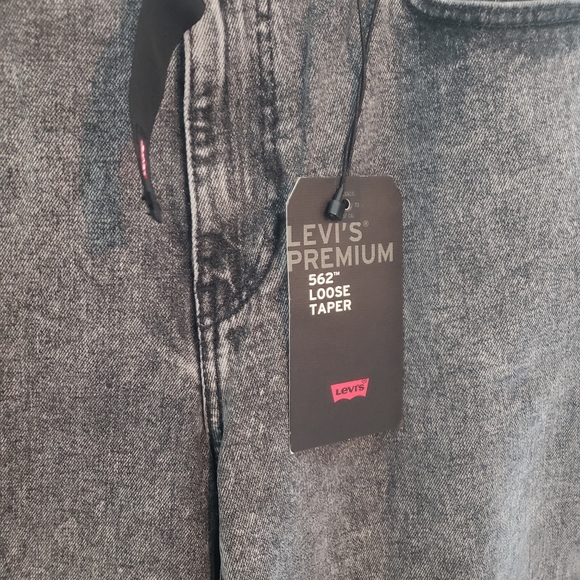 LEVI'S®
PREMIUM
562™
LOOSE
TAPER
Levi's